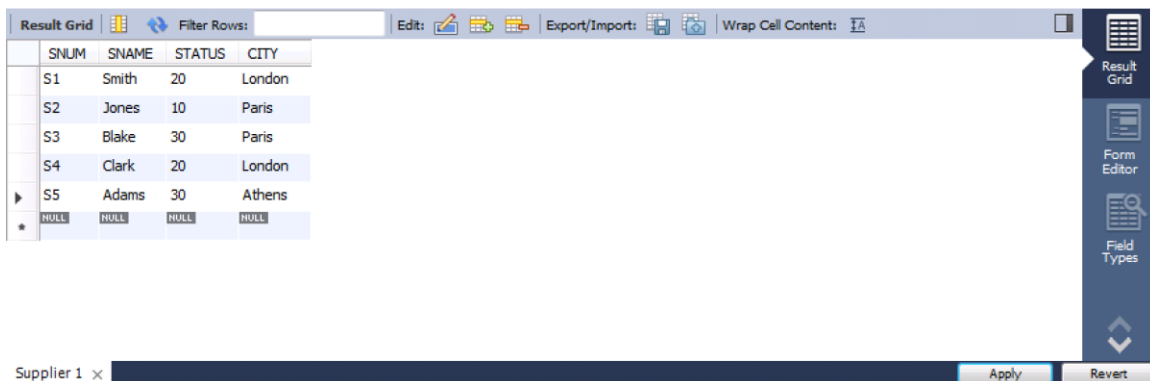 Result Grid Filter Rows: Edit: Export/Import: Wrap Cell Content: IA
SNUM SNAME STATUS CITY
S1 Smith 20 London
S2 Jones 10 Paris
S3 Blake 30 Paris
S4 Clark 20 London
S5 Adams 30 Athens
NULL NULL NULL NULL
Result
Grid
Form
Editor
Field
Types
Supplier 1 × Apply Revert